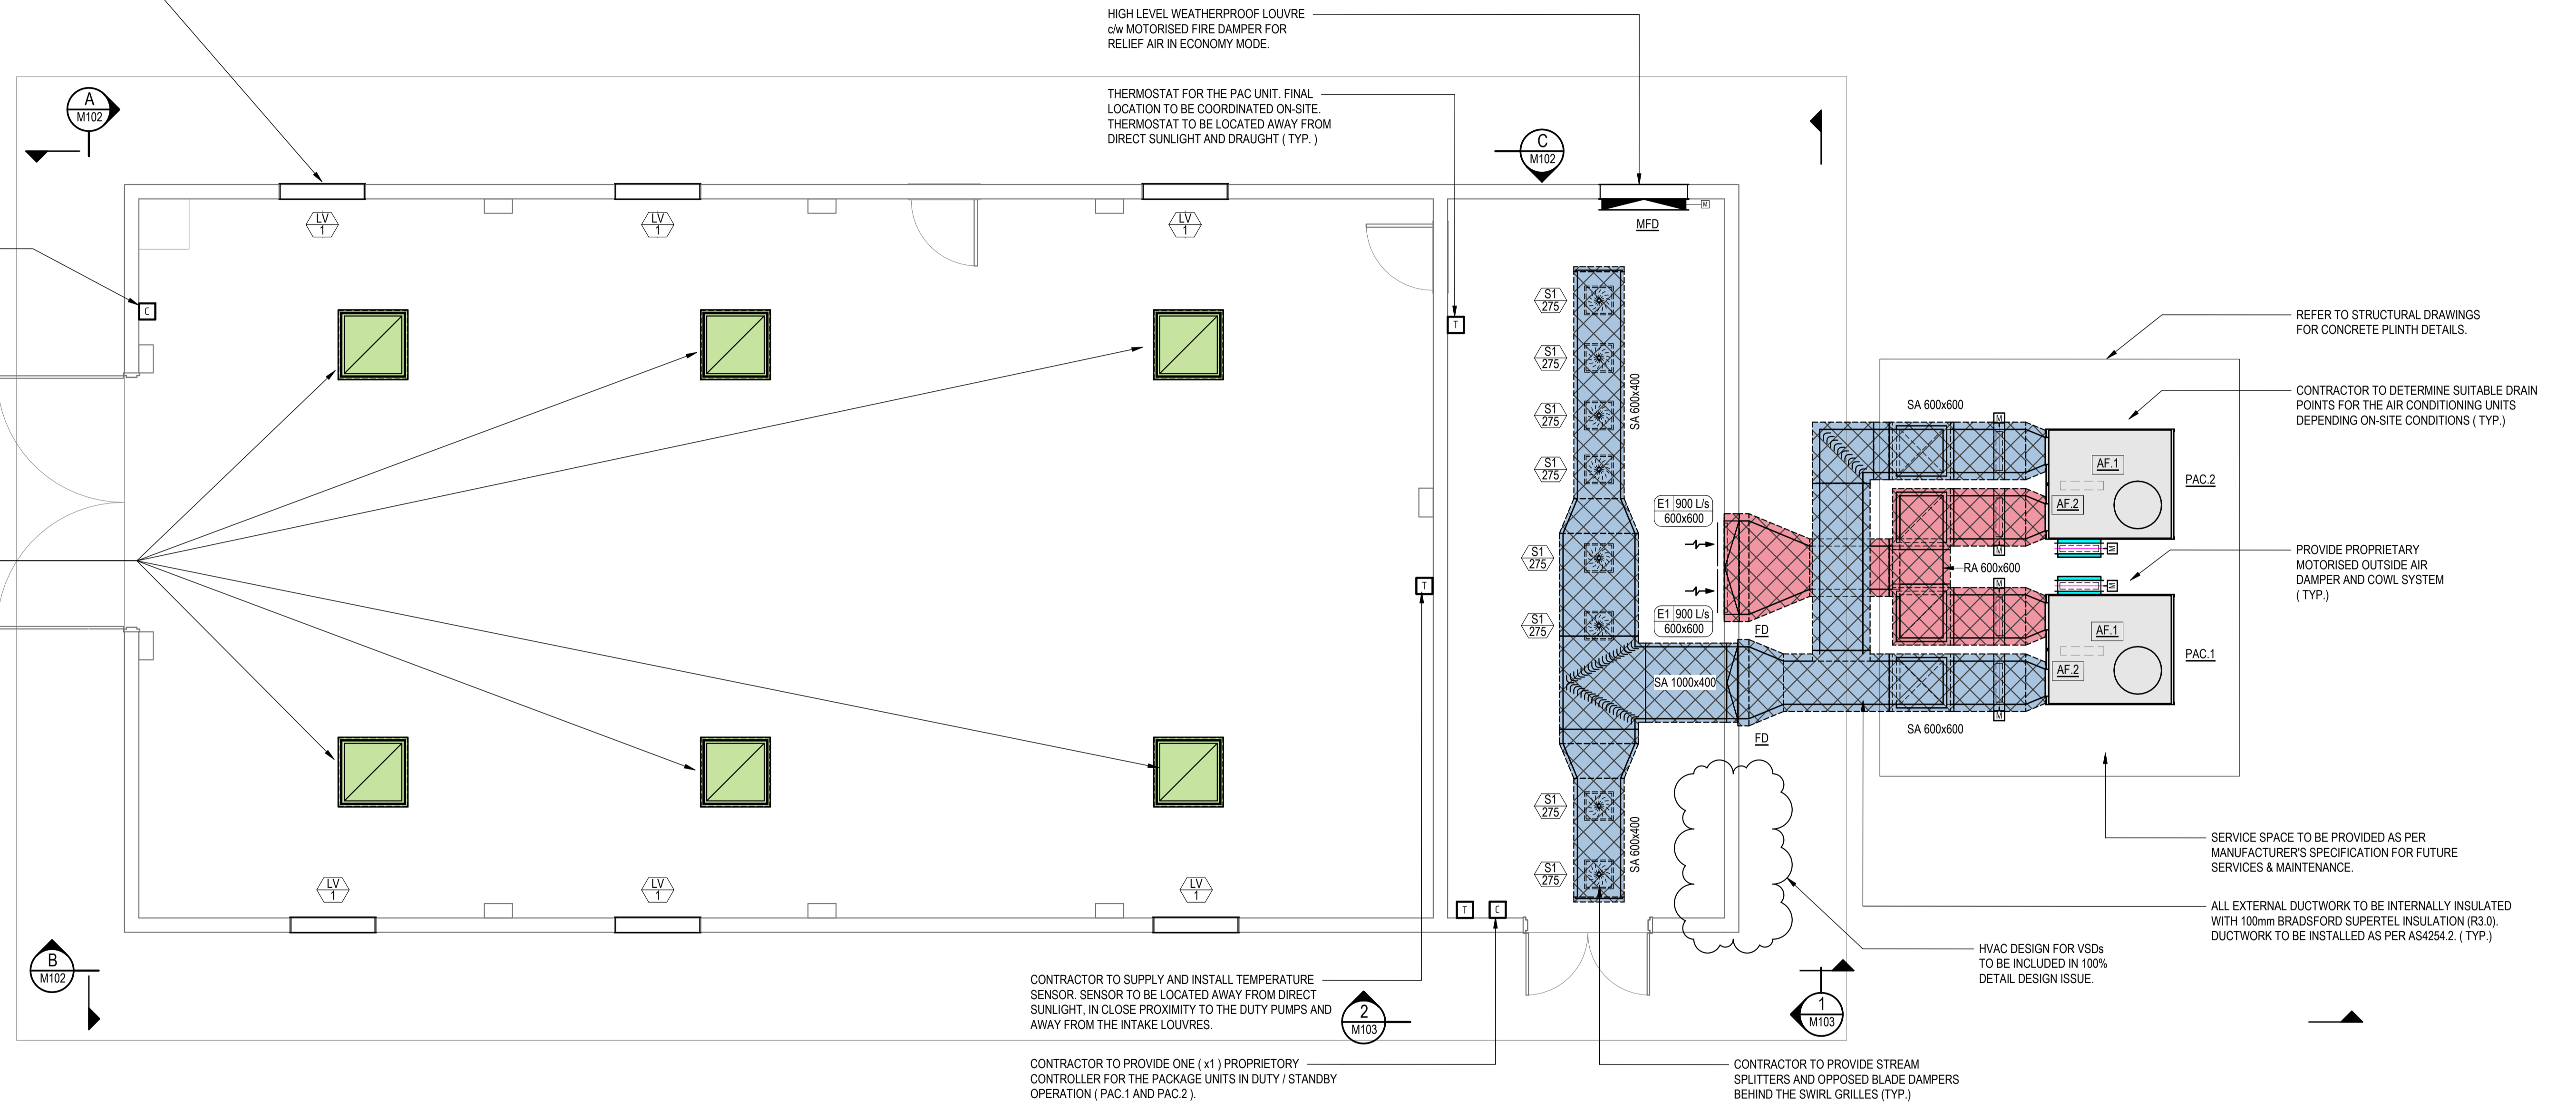 HIGH LEVEL WEATHERPROOF LOUVRE
c/w MOTORISED FIRE DAMPER FOR
RELIEF AIR IN ECONOMY MODE.
THERMOSTAT FOR THE PAC UNIT. FINAL
LOCATION TO BE COORDINATED ON-SITE.
THERMOSTAT TO BE LOCATED AWAY FROM
DIRECT SUNLIGHT AND DRAUGHT ( TYP. )
A
M102
C
M102
LV
1
LV
1
LV
1
M
MFD
C
T
S1
275
S1
275
S1
275
S1
275
SA 600x400
S1
275
S1
275
E1 900 L/s
600x600
E1 900 L/s
600x600
FD
T
SA 1000x400
FD
SA 600x600
M
AF.1
AF.2
PAC.2
M
M
RA 600x600
M
M
AF.1
AF.2
PAC.1
M
SA 600x600
REFER TO STRUCTURAL DRAWINGS
FOR CONCRETE PLINTH DETAILS.
CONTRACTOR TO DETERMINE SUITABLE DRAIN
POINTS FOR THE AIR CONDITIONING UNITS
DEPENDING ON-SITE CONDITIONS ( TYP.)
PROVIDE PROPRIETARY
MOTORISED OUTSIDE AIR
DAMPER AND COWL SYSTEM
( TYP.)
S1
275
SA 600x400
S1
275
LV
1
LV
1
LV
1
T
C
SERVICE SPACE TO BE PROVIDED AS PER
MANUFACTURER'S SPECIFICATION FOR FUTURE
SERVICES & MAINTENANCE.
ALL EXTERNAL DUCTWORK TO BE INTERNALLY INSULATED
WITH 100mm BRADSFORD SUPERTEL INSULATION (R3.0).
DUCTWORK TO BE INSTALLED AS PER AS4254.2. ( TYP.)
HVAC DESIGN FOR VSDs
TO BE INCLUDED IN 100%
DETAIL DESIGN ISSUE.
B
M102
CONTRACTOR TO SUPPLY AND INSTALL TEMPERATURE
SENSOR. SENSOR TO BE LOCATED AWAY FROM DIRECT
SUNLIGHT, IN CLOSE PROXIMITY TO THE DUTY PUMPS AND
AWAY FROM THE INTAKE LOUVRES.
2
M103
1
M103
CONTRACTOR TO PROVIDE ONE ( x1 ) PROPRIETORY
CONTROLLER FOR THE PACKAGE UNITS IN DUTY / STANDBY
OPERATION ( PAC.1 AND PAC.2 ).
CONTRACTOR TO PROVIDE STREAM
SPLITTERS AND OPPOSED BLADE DAMPERS
BEHIND THE SWIRL GRILLES (TYP.)